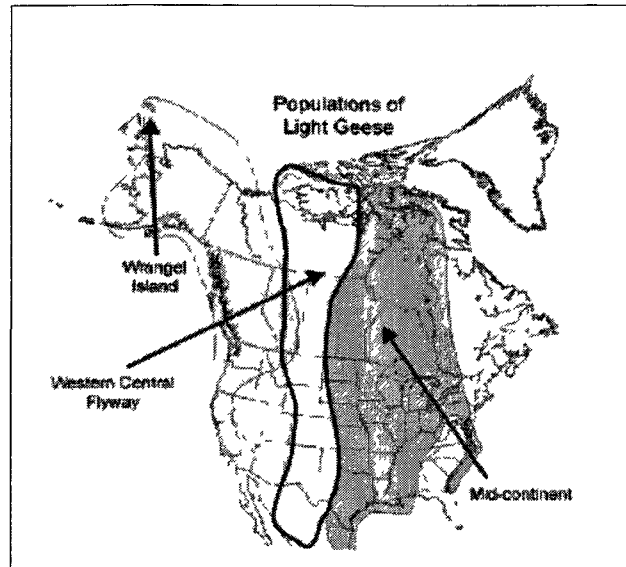 Populations of
Light Geese
Wrangel
Island
Western Central
Flyway
Mid-continent